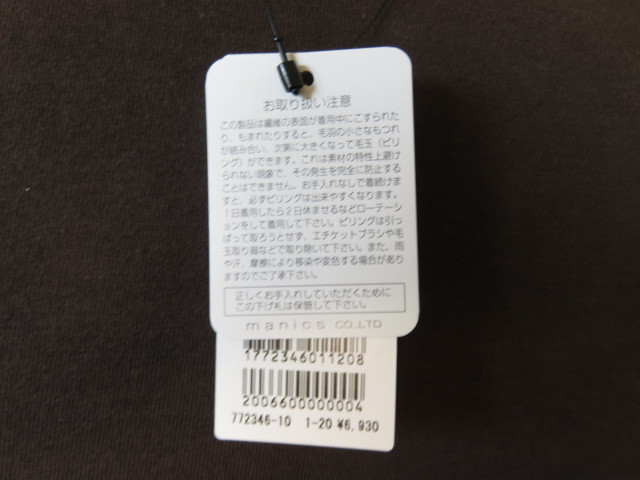 お取り扱い注意
この製品は繊維の表面が着用中にこすられた
り、もまれたりすると、毛羽の小さなもつれ
が絡み合い、次第に大きくなって毛玉（ピリ
ング）ができます。これは素材の特性上避け
られない現象で、その発生を完全に防止する
ことはできません。お手入れなしで着続けま
すと、必ずピリングは出来やすくなります。
１日着用したら２日休ませるなどローテーシ
ョンをして着用して下さい。ピリングは引っ
ぱって取ろうとせず、エチケットブラシや毛
玉取り器などで取り除いて下さい。また、雨
や汗、摩擦により移染や変色する場合があり
ますのでご了承下さい。
正しくお手入れしていただくために
この下げ札は保管して下さい。
manics CO.,LTD
1772346011208
2006600000004
772346-10 1-20 ¥6,930